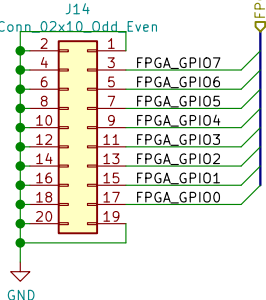 J14
Conn_02x10_Odd_Even
FP
2 1
4 3 FPGA_GPIO7
6 5 FPGA_GPIO6
8 7 FPGA_GPIO5
10 9 FPGA_GPIO4
12 11 FPGA_GPIO3
14 13 FPGA_GPIO2
16 15 FPGA_GPIO1
18 17 FPGA_GPIO0
20 19
GND